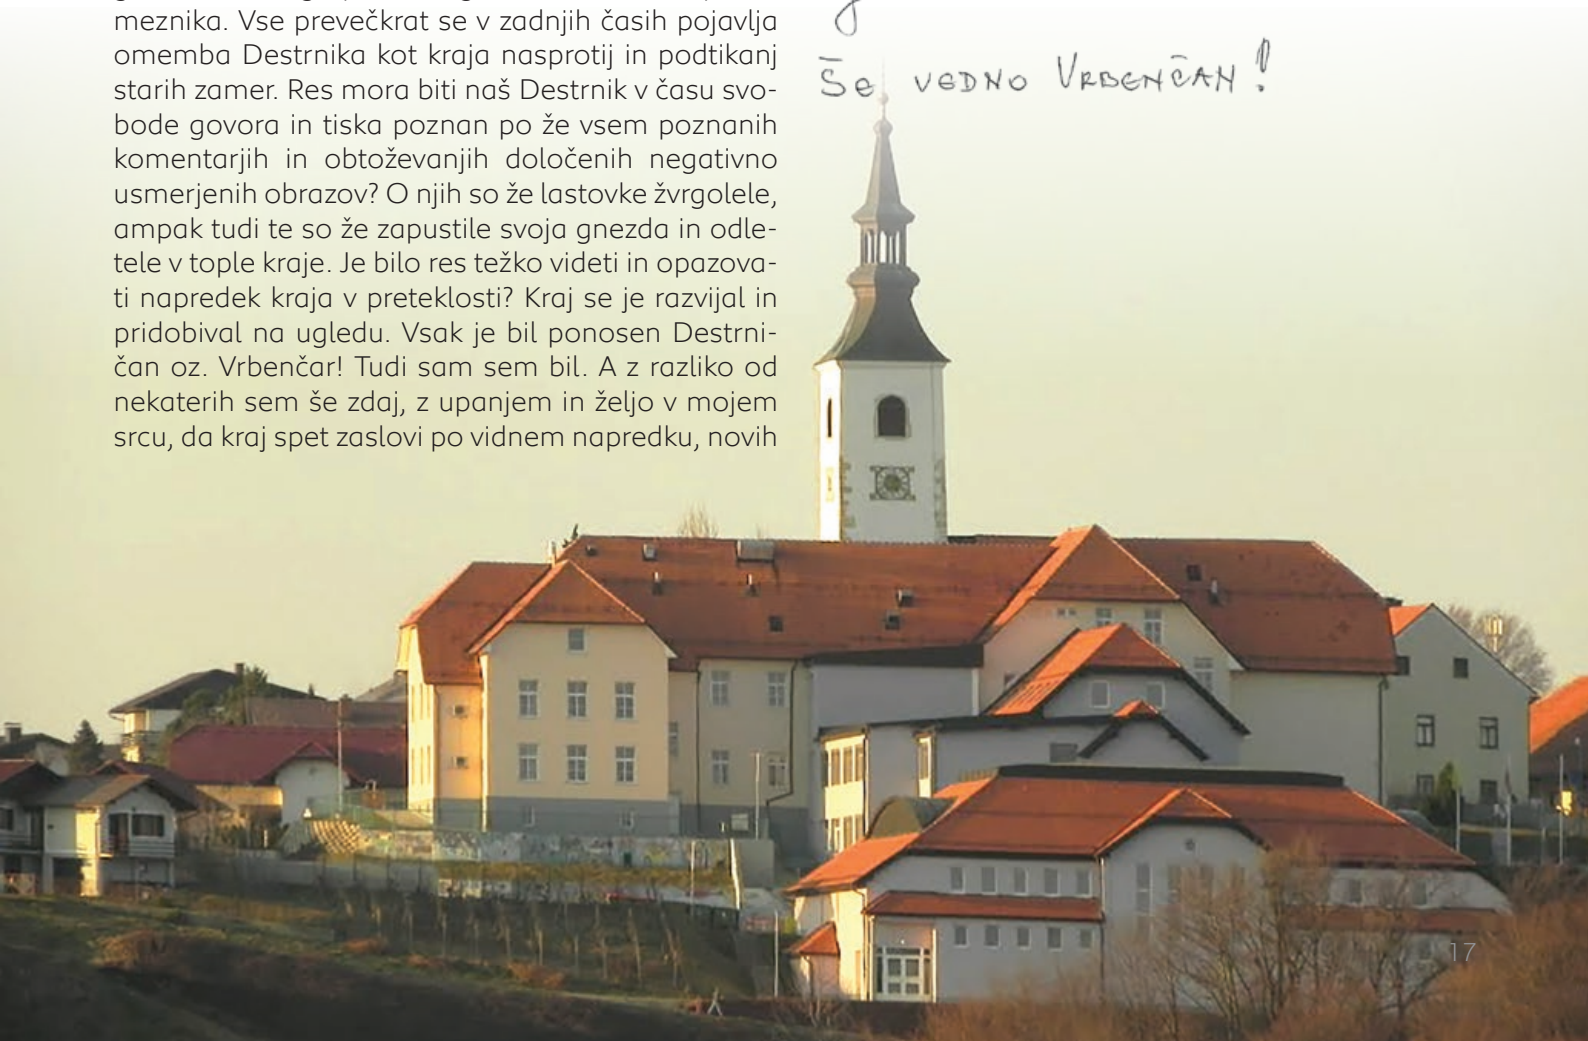 meznika. Vse prevečkrat se v zadnjih časih pojavlja
omemba Destrnika kot kraja nasprotij in podtikanj
starih zamer. Res mora biti naš Destrnik v času svo-
bode govora in tiska poznan po že vsem poznanih
komentarjih in obtoževanjih določenih negativno
usmerjenih obrazov? O njih so že lastovke žvrgolele,
ampak tudi te so že zapustile svoja gnezda in odle-
tele v tople kraje. Je bilo res težko videti in opazova-
ti napredek kraja v preteklosti? Kraj se je razvijal in
pridobival na ugledu. Vsak je bil ponosen Destrni-
čan oz. Vrbenčar! Tudi sam sem bil. A z razliko od
nekaterih sem še zdaj, z upanjem in željo v mojem
srcu, da kraj spet zaslovi po vidnem napredku, novih
Še VEDNO VRBENČAN!
17